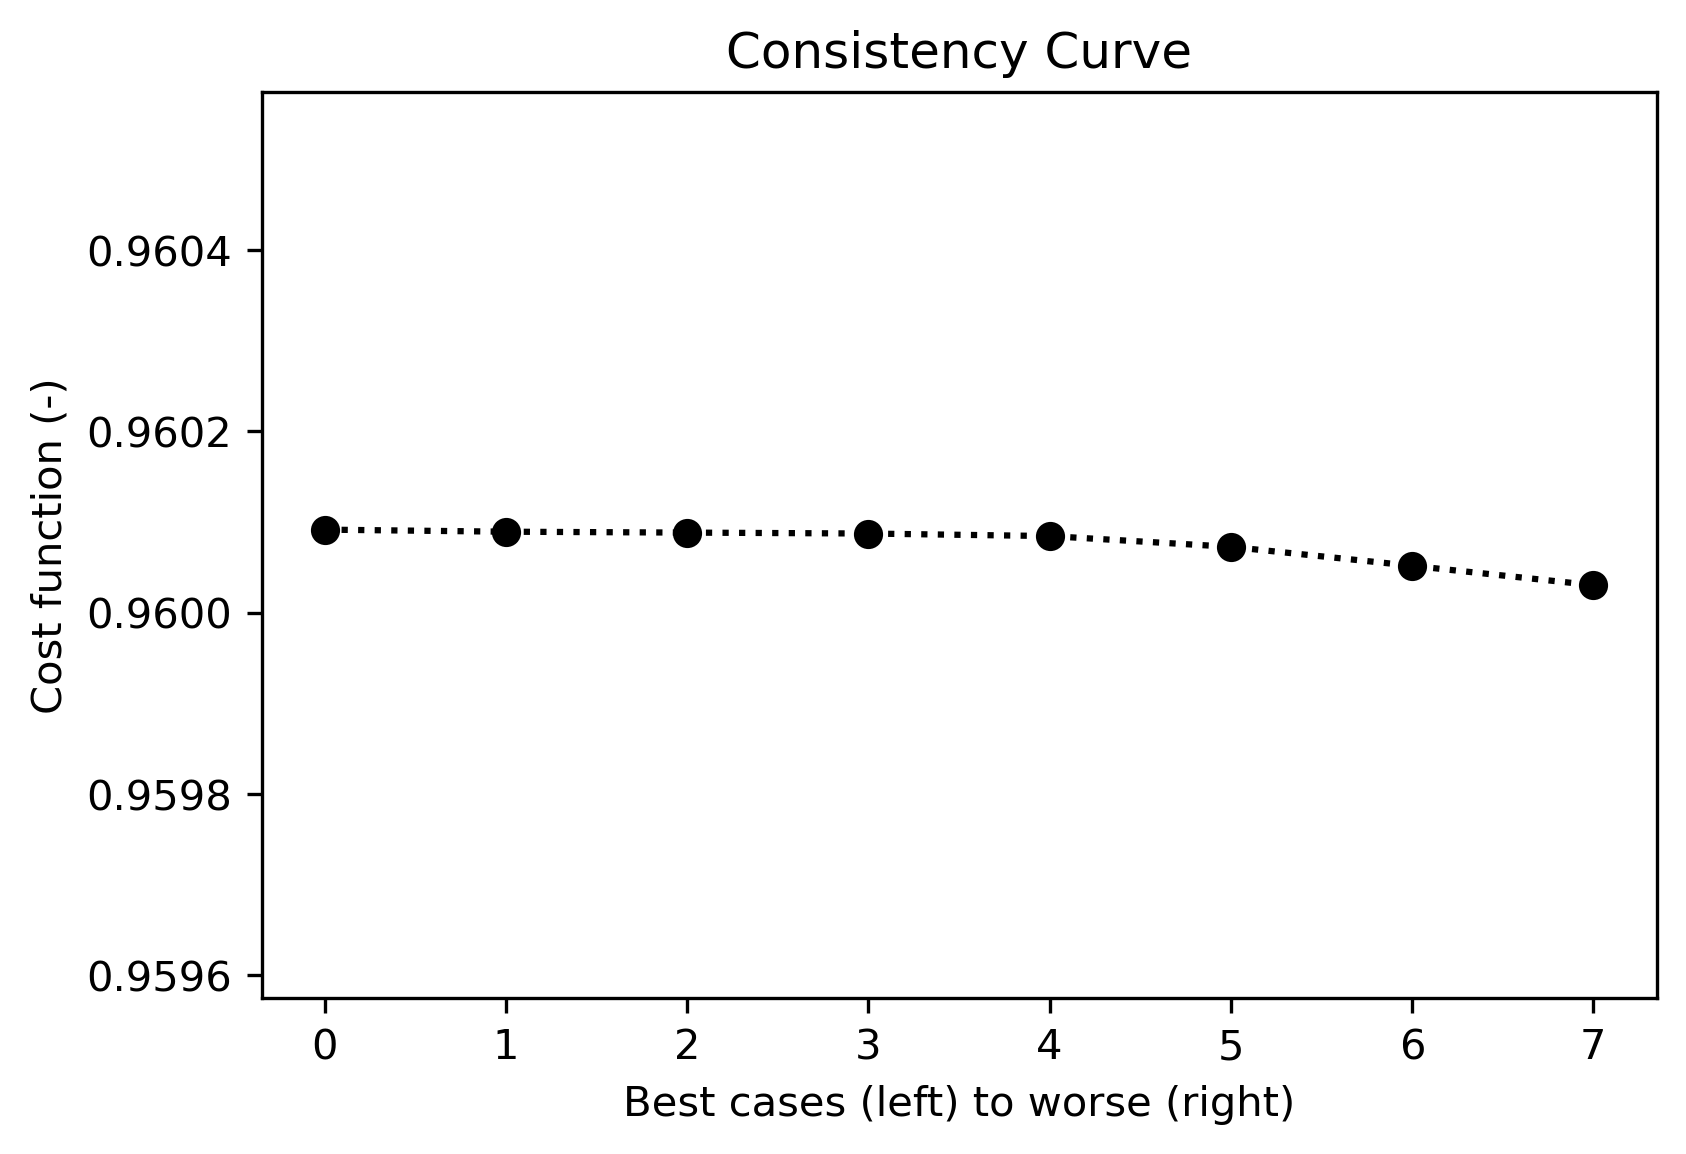 Consistency Curve
Cost function (-)
0.9604
0.9602
0.9600
0.9598
0.9596
0 1 2 3 4 5 6 7
Best cases (left) to worse (right)